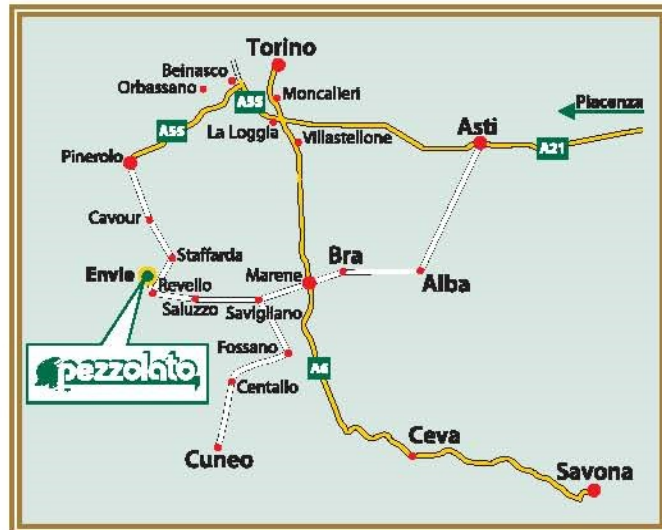 Torino
Beinasco
Orbassano
Moncalieri
A55
Piacenza
A55
La Loggia
Villastellone
Asti
A21
Pinerolo
Cavour
Staffarda
Bra
Envie
Revello
Marene
Alba
Saluzzo
Savigliano
pezzolato
Fossano
A6
Centallo
Cuneo
Ceva
Savona